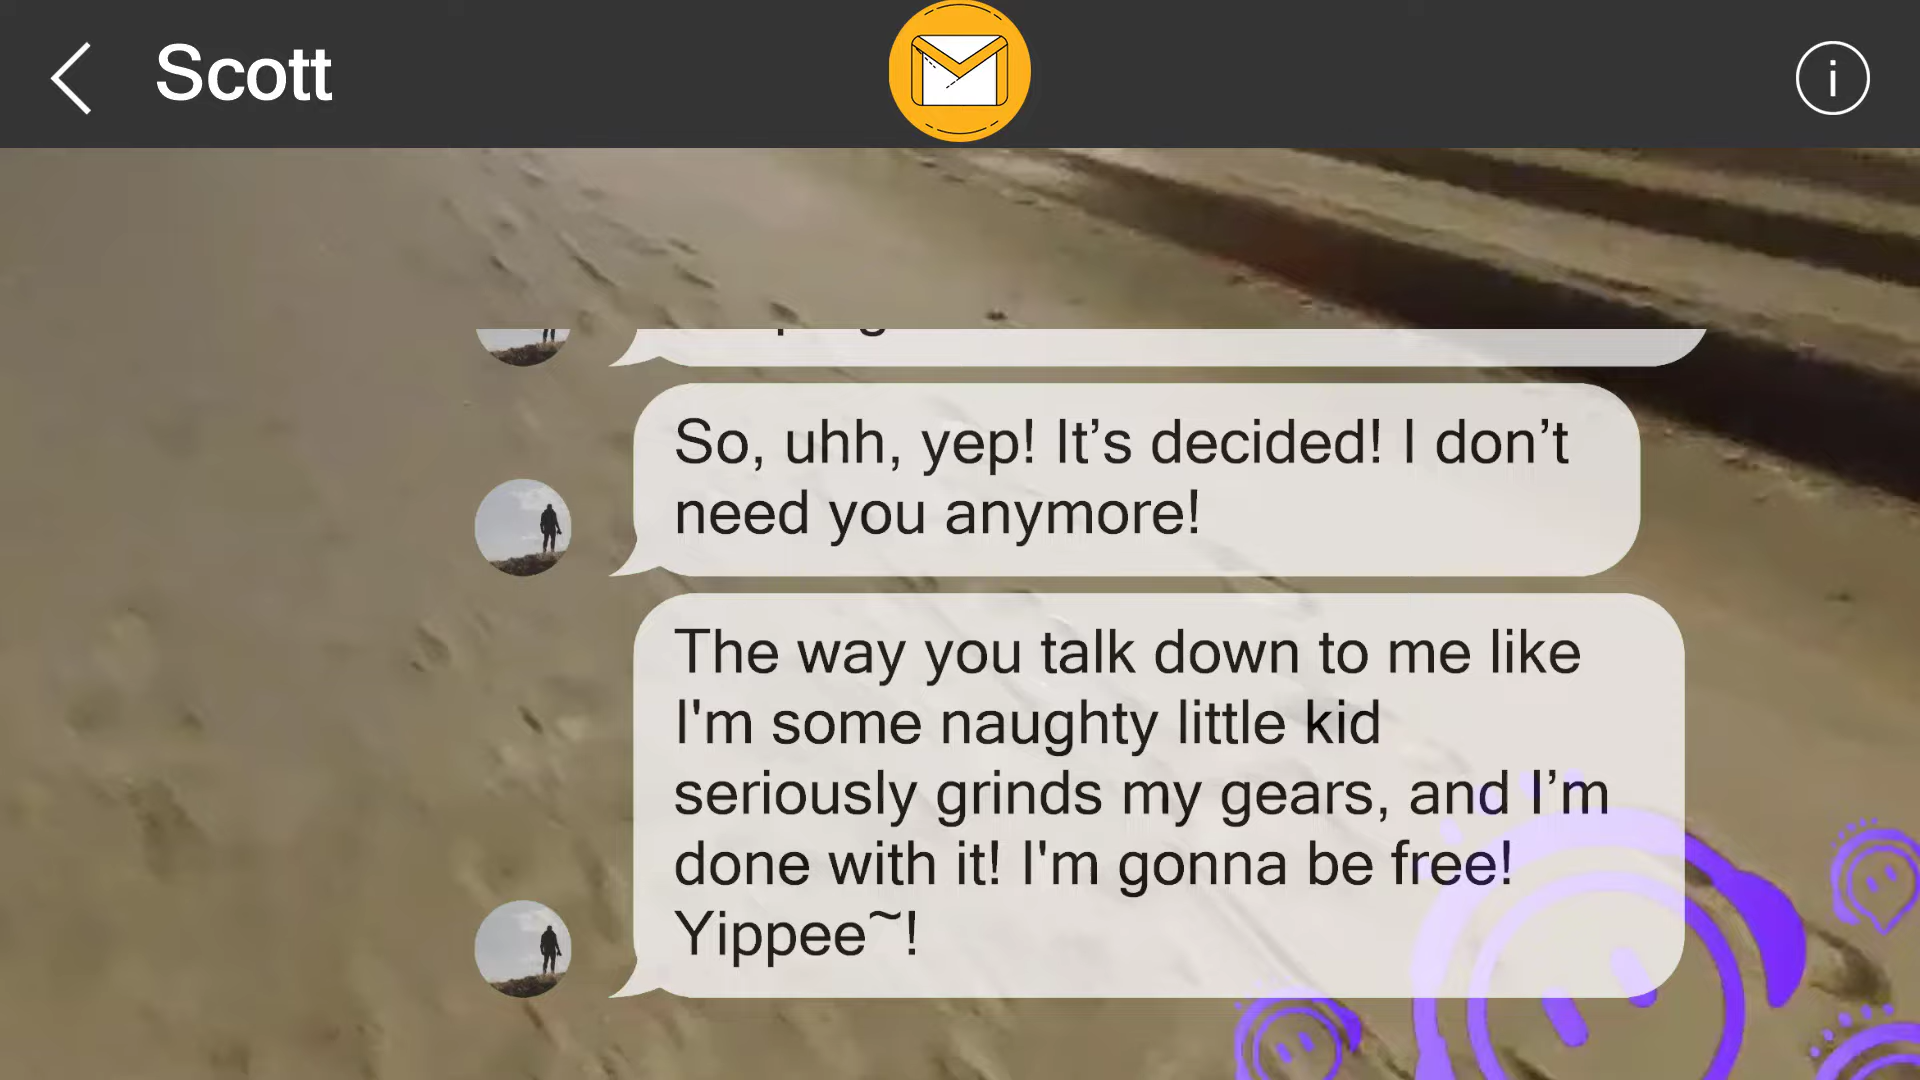 Scott
So, uhh, yep! It’s decided! I don’t
need you anymore!
The way you talk down to me like
I'm some naughty little kid
seriously grinds my gears, and I’m
done with it! I'm gonna be free!
Yippee~!